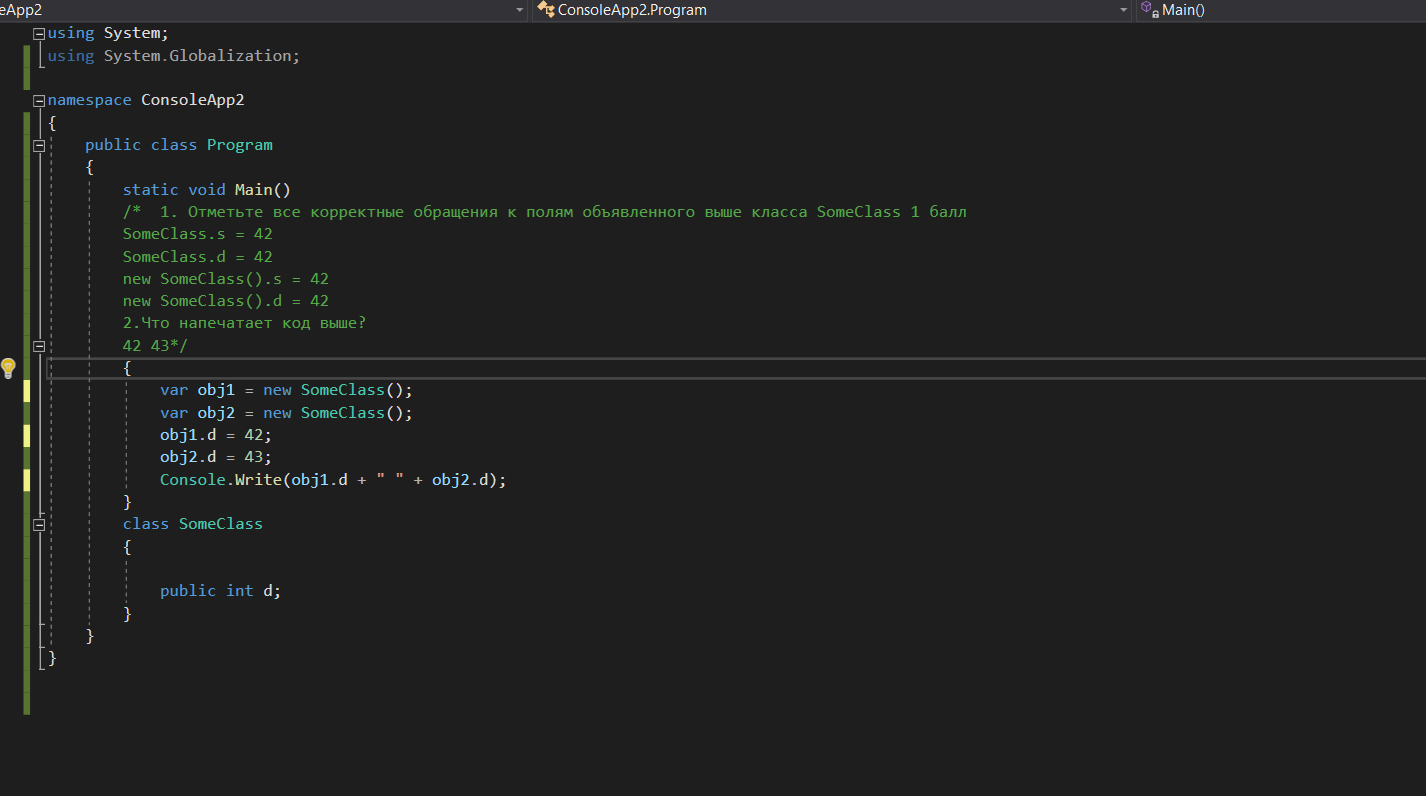 eApp2 ConsoleApp2.Program Main()
using System;
using System.Globalization;
namespace ConsoleApp2
{
public class Program
{
static void Main()
/*  1. Отметьте все корректные обращения к полям объявленного выше класса SomeClass 1 балл
SomeClass.s = 42
SomeClass.d = 42
new SomeClass().s = 42
new SomeClass().d = 42
2.Что напечатает код выше?
42 43*/
{
var obj1 = new SomeClass();
var obj2 = new SomeClass();
obj1.d = 42;
obj2.d = 43;
Console.Write(obj1.d + " " + obj2.d);
}
class SomeClass
{
public int d;
}
}
}